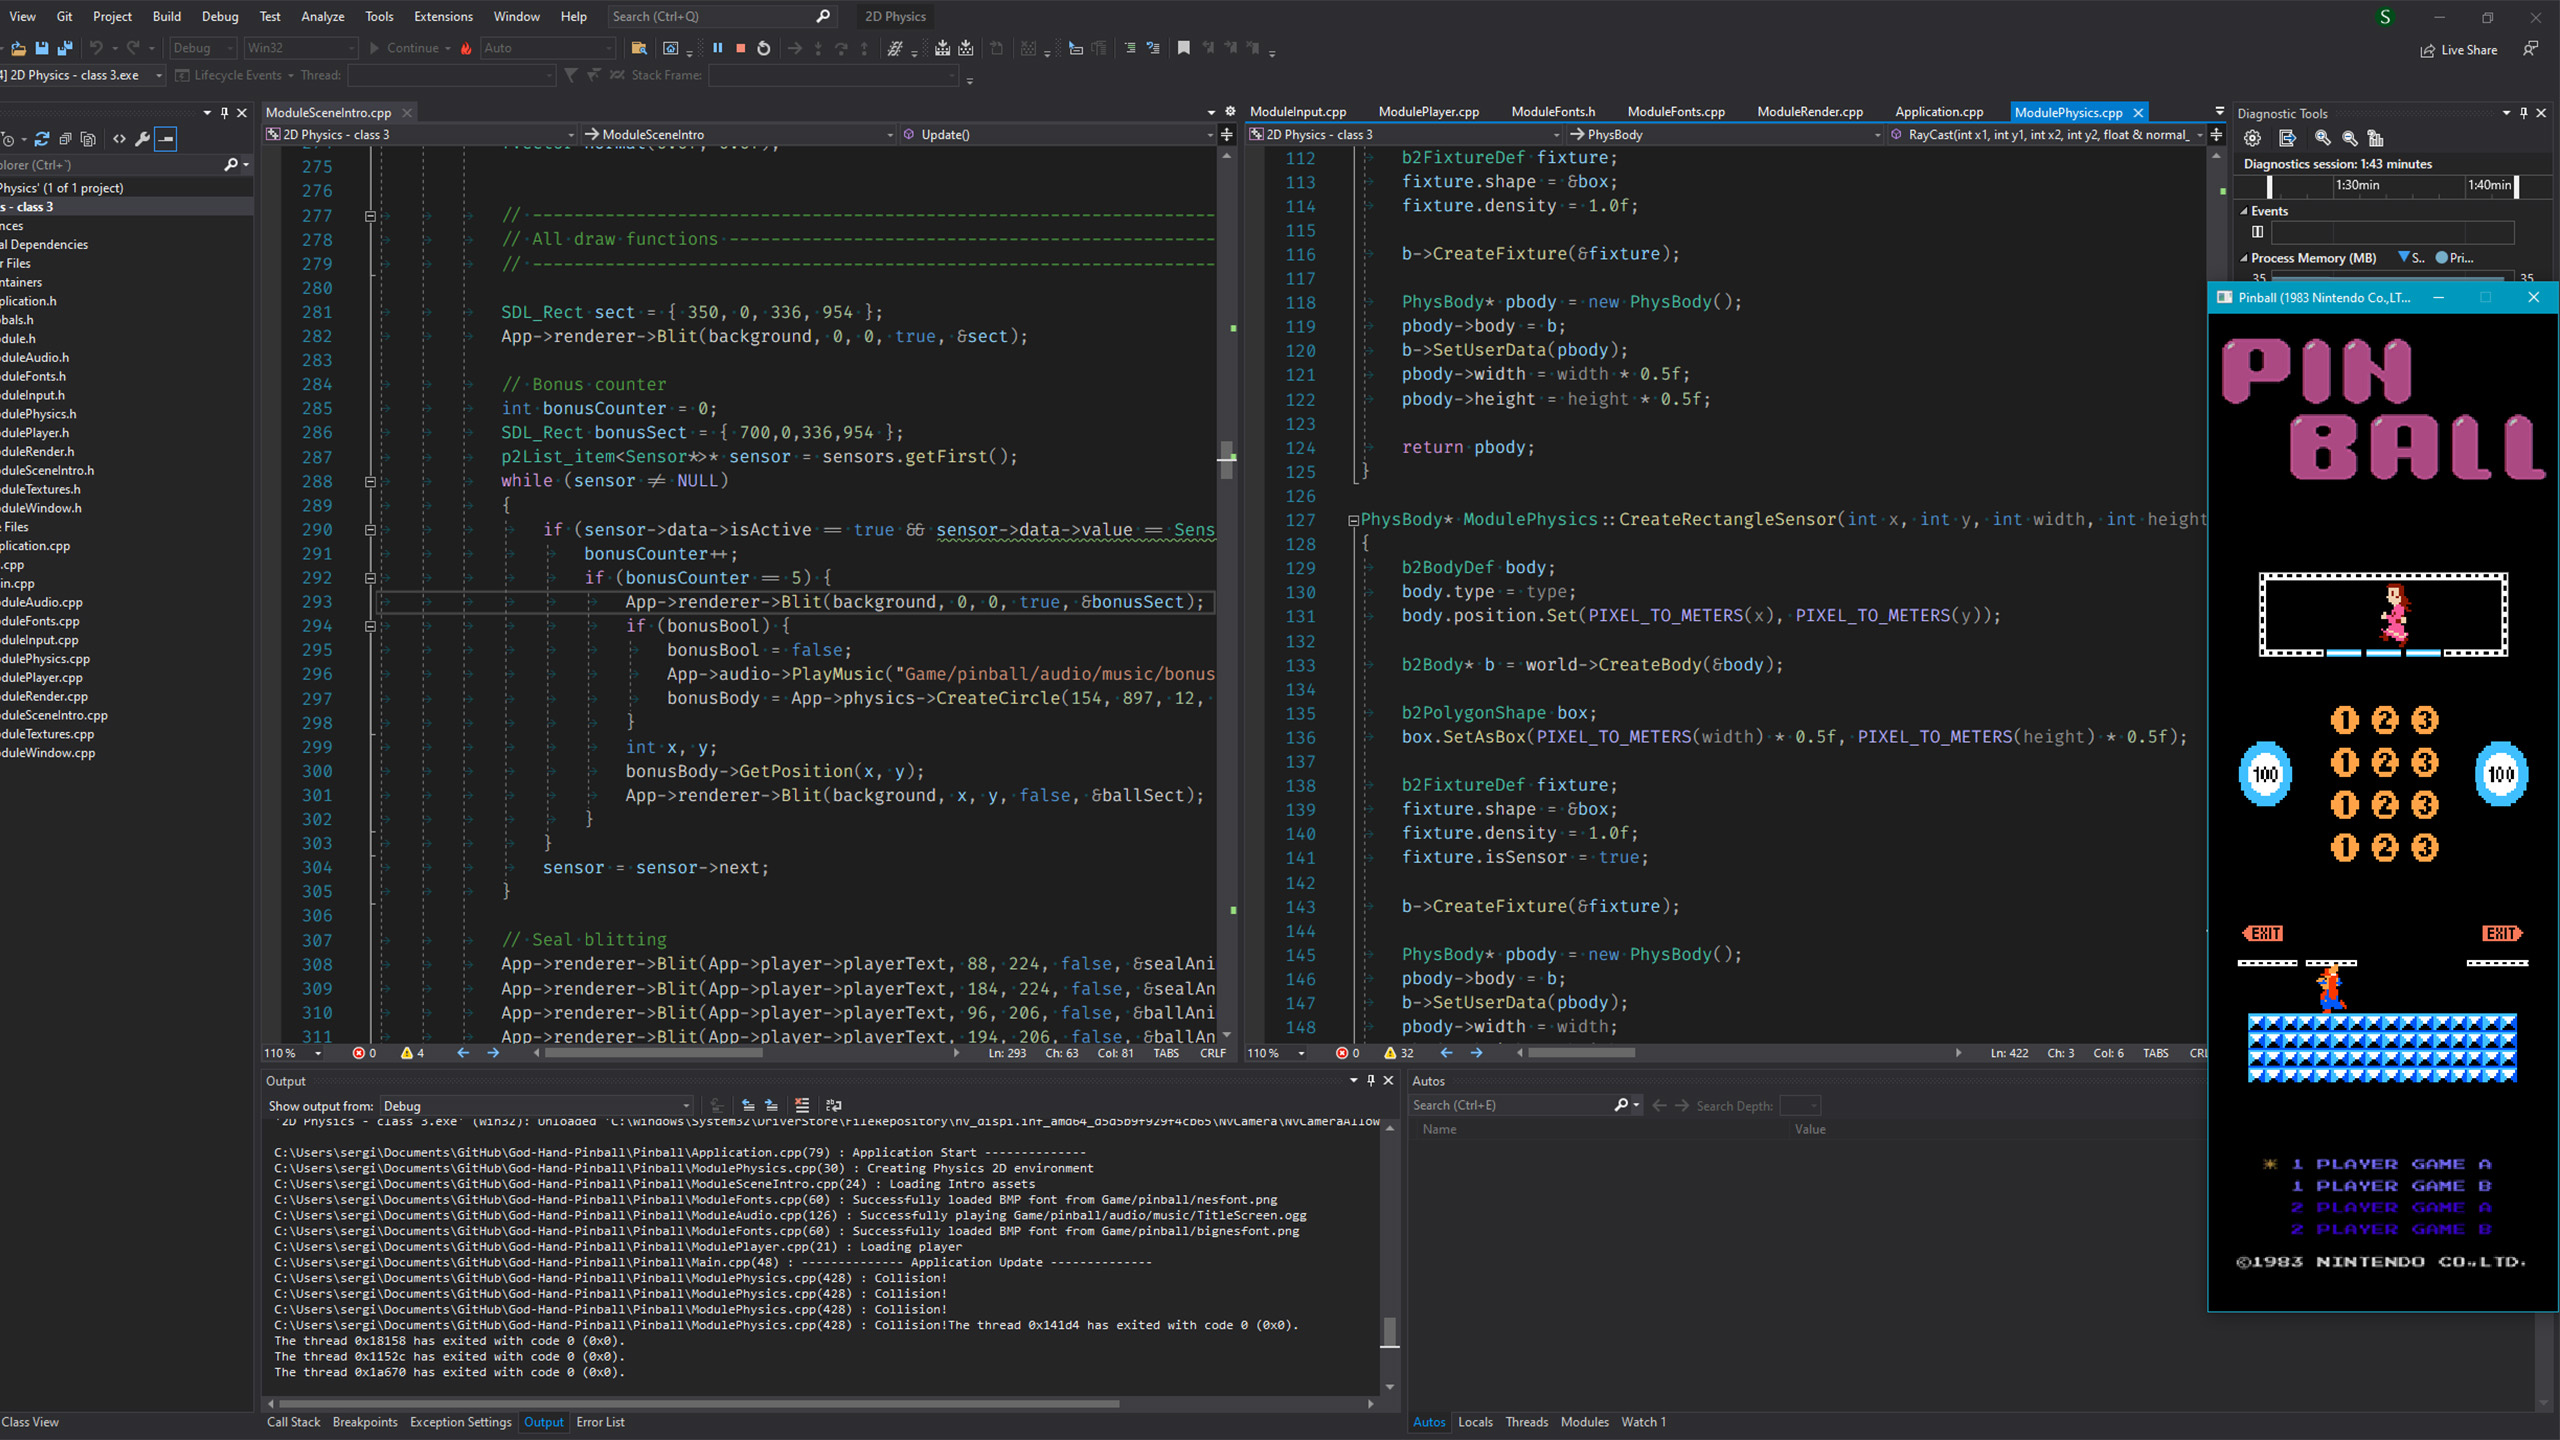 View Git Project Build Debug Test Analyze Tools Extensions Window Help Search (Ctrl+Q) 2D Physics S
Debug Win32 Continue Auto Live Share
2D Physics - class 3.exe Lifecycle Events Thread: Stack Frame:
plorer (Ctrl+¨)
Physics' (1 of 1 project)
s - class 3
nces
al Dependencies
r Files
ntainers
plication.h
bals.h
dule.h
oduleAudio.h
oduleFonts.h
oduleInput.h
odulePhysics.h
odulePlayer.h
oduleRender.h
oduleSceneIntro.h
oduleTextures.h
oduleWindow.h
e Files
plication.cpp
.cpp
in.cpp
oduleAudio.cpp
oduleFonts.cpp
oduleInput.cpp
odulePhysics.cpp
odulePlayer.cpp
oduleRender.cpp
oduleSceneIntro.cpp
oduleTextures.cpp
oduleWindow.cpp
Class View
ModuleSceneIntro.cpp
2D Physics - class 3 ModuleSceneIntro Update()
275
276
277 // --------------------------------------------------------------------
278 // All draw functions -----------------------------------------------
279 // --------------------------------------------------------------------
280
281 SDL_Rect sect = { 350, 0, 336, 954 };
282 App->renderer->Blit(background, 0, 0, true, &sect);
283
284 // Bonus counter
285 int bonusCounter = 0;
286 SDL_Rect bonusSect = { 700,0,336,954 };
287 p2List_item<Sensor*>* sensor = sensors.getFirst();
288 while (sensor != NULL)
289 {
290 if (sensor->data->isActive == true && sensor->data->value == Sens
291 bonusCounter++;
292 if (bonusCounter == 5) {
293 App->renderer->Blit(background, 0, 0, true, &bonusSect);
294 if (bonusBool) {
295 bonusBool = false;
296 App->audio->PlayMusic("Game/pinball/audio/music/bonus
297 bonusBody = App->physics->CreateCircle(154, 897, 12,
298 }
299 int x, y;
300 bonusBody->GetPosition(x, y);
301 App->renderer->Blit(background, x, y, false, &ballSect);
302 }
303 }
304 sensor = sensor->next;
305 }
306
307 // Seal blitting
308 App->renderer->Blit(App->player->playerText, 88, 224, false, &sealAni
309 App->renderer->Blit(App->player->playerText, 184, 224, false, &sealAn
310 App->renderer->Blit(App->player->playerText, 96, 206, false, &ballAni
311 App->renderer->Blit(App->player->playerText, 194, 206, false, &ballAn
110 % 0 4 Ln: 293 Ch: 63 Col: 81 TABS CRLF
ModuleInput.cpp ModulePlayer.cpp ModuleFonts.h ModuleFonts.cpp ModuleRender.cpp Application.cpp ModulePhysics.cpp
2D Physics - class 3 PhysBody RayCast(int x1, int y1, int x2, int y2, float & normal_
112 b2FixtureDef fixture;
113 fixture.shape = &box;
114 fixture.density = 1.0f;
115
116 b->CreateFixture(&fixture);
117
118 PhysBody* pbody = new PhysBody();
119 pbody->body = b;
120 b->SetUserData(pbody);
121 pbody->width = width * 0.5f;
122 pbody->height = height * 0.5f;
123
124 return pbody;
125 }
126
127 PhysBody* ModulePhysics::CreateRectangleSensor(int x, int y, int width, int height
128 {
129 b2BodyDef body;
130 body.type = type;
131 body.position.Set(PIXEL_TO_METERS(x), PIXEL_TO_METERS(y));
132
133 b2Body* b = world->CreateBody(&body);
134
135 b2PolygonShape box;
136 box.SetAsBox(PIXEL_TO_METERS(width) * 0.5f, PIXEL_TO_METERS(height) * 0.5f);
137
138 b2FixtureDef fixture;
139 fixture.shape = &box;
140 fixture.density = 1.0f;
141 fixture.isSensor = true;
142
143 b->CreateFixture(&fixture);
144
145 PhysBody* pbody = new PhysBody();
146 pbody->body = b;
147 b->SetUserData(pbody);
148 pbody->width = width;
110 % 0 32 Ln: 422 Ch: 3 Col: 6 TABS CRL
Diagnostic Tools
Diagnostics session: 1:43 minutes
1:30min 1:40min
Events
Process Memory (MB) S.. Pri...
35 35
Pinball (1983 Nintendo Co.,LT...
PIN
BALL
1 2 3
1 2 3
100 100
1 2 3
1 2 3
EXIT EXIT
1 PLAYER GAME A
1 PLAYER GAME B
2 PLAYER GAME A
2 PLAYER GAME B
©1983 NINTENDO CO.,LTD.
Output
Show output from: Debug
'2D Physics - class 3.exe' (Win32): Unloaded 'C:\Windows\System32\DriverStore\FileRepository\nv_dispi.inf_amd64_d5d5b9f929f4cb65\NvCamera\NvCameraAllow
C:\Users\sergi\Documents\GitHub\God-Hand-Pinball\Pinball\Application.cpp(79) : Application Start --------------
C:\Users\sergi\Documents\GitHub\God-Hand-Pinball\Pinball\ModulePhysics.cpp(30) : Creating Physics 2D environment
C:\Users\sergi\Documents\GitHub\God-Hand-Pinball\Pinball\ModuleSceneIntro.cpp(24) : Loading Intro assets
C:\Users\sergi\Documents\GitHub\God-Hand-Pinball\Pinball\ModuleFonts.cpp(60) : Successfully loaded BMP font from Game/pinball/nesfont.png
C:\Users\sergi\Documents\GitHub\God-Hand-Pinball\Pinball\ModuleAudio.cpp(126) : Successfully playing Game/pinball/audio/music/TitleScreen.ogg
C:\Users\sergi\Documents\GitHub\God-Hand-Pinball\Pinball\ModuleFonts.cpp(60) : Successfully loaded BMP font from Game/pinball/bignesfont.png
C:\Users\sergi\Documents\GitHub\God-Hand-Pinball\Pinball\ModulePlayer.cpp(21) : Loading player
C:\Users\sergi\Documents\GitHub\God-Hand-Pinball\Pinball\Main.cpp(48) : -------------- Application Update --------------
C:\Users\sergi\Documents\GitHub\God-Hand-Pinball\Pinball\ModulePhysics.cpp(428) : Collision!
C:\Users\sergi\Documents\GitHub\God-Hand-Pinball\Pinball\ModulePhysics.cpp(428) : Collision!
C:\Users\sergi\Documents\GitHub\God-Hand-Pinball\Pinball\ModulePhysics.cpp(428) : Collision!
C:\Users\sergi\Documents\GitHub\God-Hand-Pinball\Pinball\ModulePhysics.cpp(428) : Collision!The thread 0x141d4 has exited with code 0 (0x0).
The thread 0x18158 has exited with code 0 (0x0).
The thread 0x1152c has exited with code 0 (0x0).
The thread 0x1a670 has exited with code 0 (0x0).
Call Stack Breakpoints Exception Settings Output Error List
Autos
Search (Ctrl+E) Search Depth:
Name Value
Autos Locals Threads Modules Watch 1